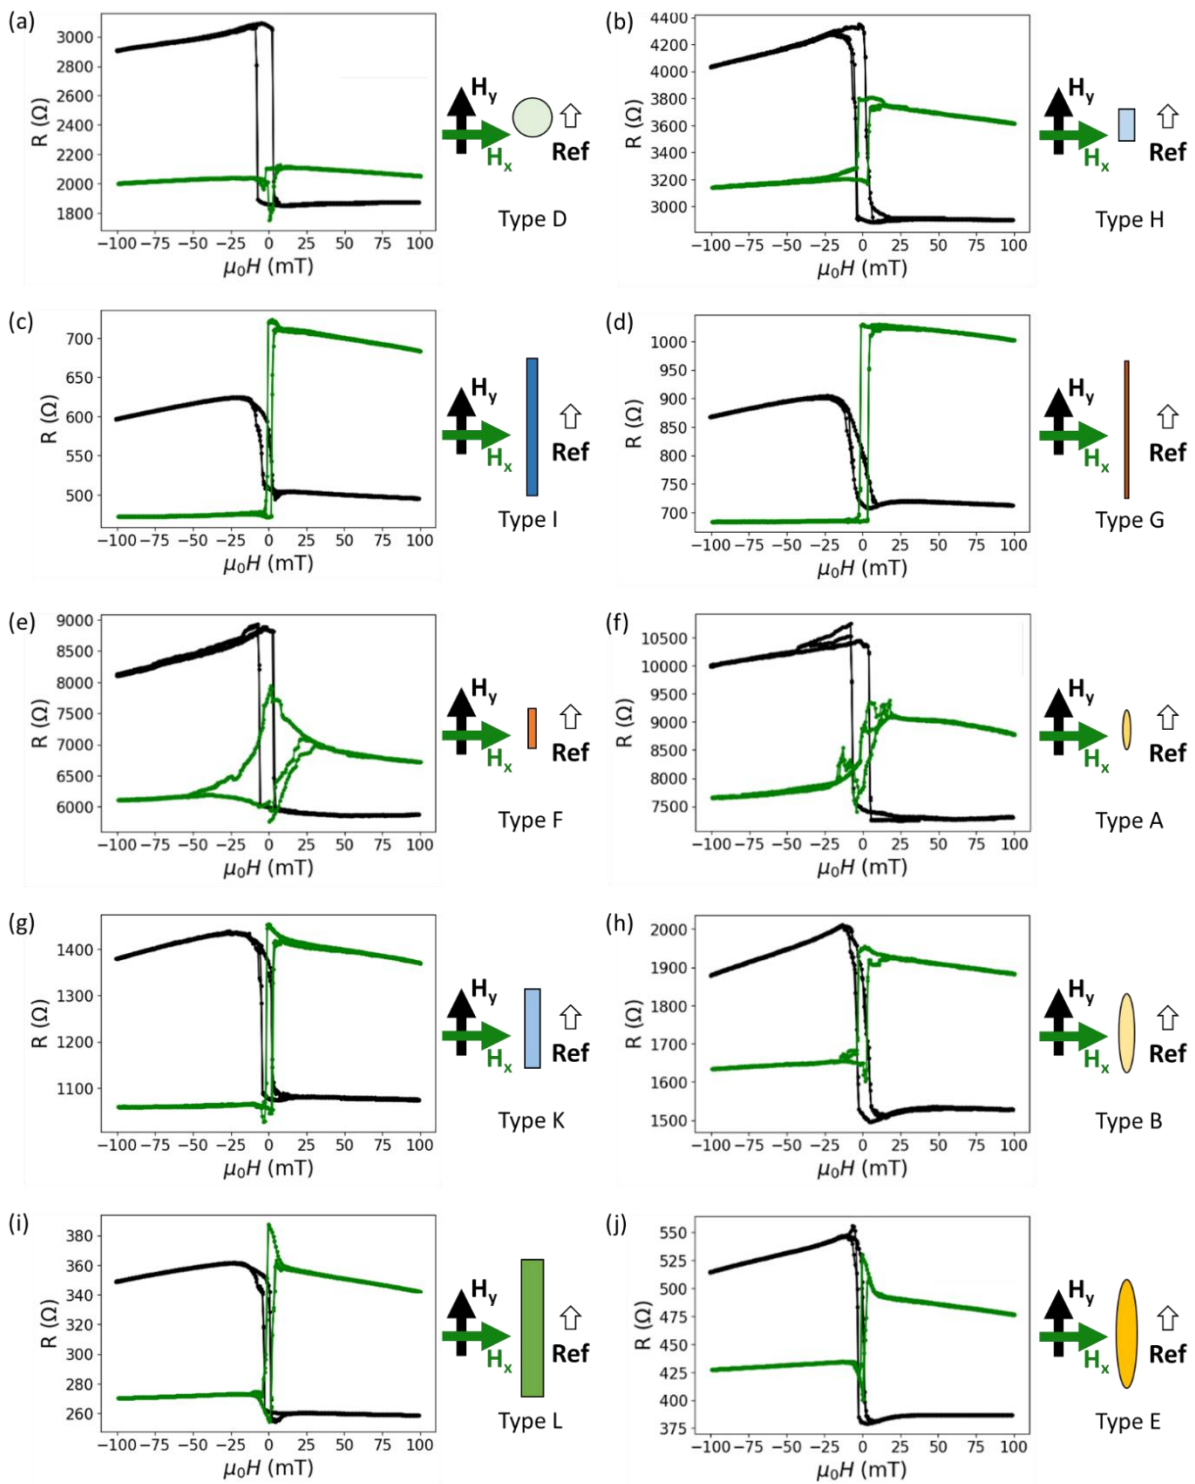 (a)
3000
2800
2600
2400
2200
2000
1800
R (Ω)
−100 −75 −50 −25 0 25 50 75 100
μ₀H (mT)
Hy
Hx
Ref
Type D
(b)
4400
4200
4000
3800
3600
3400
3200
3000
R (Ω)
−100 −75 −50 −25 0 25 50 75 100
μ₀H (mT)
Hy
Hx
Ref
Type H
(c)
700
650
600
550
500
R (Ω)
−100 −75 −50 −25 0 25 50 75 100
μ₀H (mT)
Hy
Hx
Ref
Type I
(d)
1000
950
900
850
800
750
700
R (Ω)
−100 −75 −50 −25 0 25 50 75 100
μ₀H (mT)
Hy
Hx
Ref
Type G
(e)
9000
8500
8000
7500
7000
6500
6000
R (Ω)
−100 −75 −50 −25 0 25 50 75 100
μ₀H (mT)
Hy
Hx
Ref
Type F
(f)
10500
10000
9500
9000
8500
8000
7500
R (Ω)
−100 −75 −50 −25 0 25 50 75 100
μ₀H (mT)
Hy
Hx
Ref
Type A
(g)
1400
1300
1200
1100
R (Ω)
−100 −75 −50 −25 0 25 50 75 100
μ₀H (mT)
Hy
Hx
Ref
Type K
(h)
2000
1900
1800
1700
1600
1500
R (Ω)
−100 −75 −50 −25 0 25 50 75 100
μ₀H (mT)
Hy
Hx
Ref
Type B
(i)
380
360
340
320
300
280
260
R (Ω)
−100 −75 −50 −25 0 25 50 75 100
μ₀H (mT)
Hy
Hx
Ref
Type L
(j)
550
525
500
475
450
425
400
375
R (Ω)
−100 −75 −50 −25 0 25 50 75 100
μ₀H (mT)
Hy
Hx
Ref
Type E